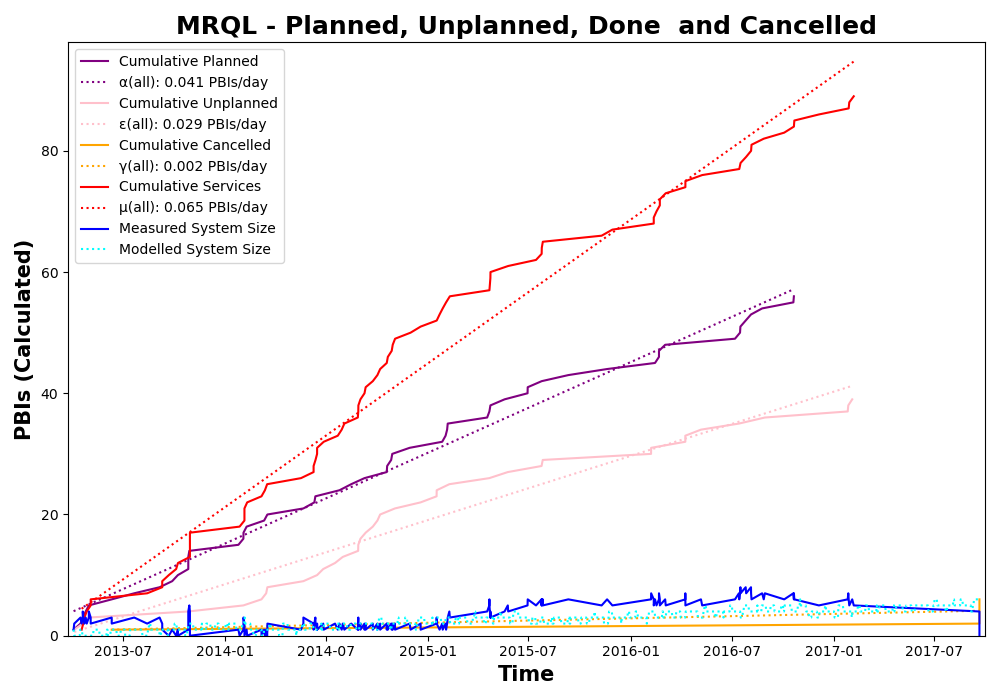 MRQL - Planned, Unplanned, Done  and Cancelled
Cumulative Planned
α(all): 0.041 PBIs/day
Cumulative Unplanned
ε(all): 0.029 PBIs/day
Cumulative Cancelled
γ(all): 0.002 PBIs/day
Cumulative Services
μ(all): 0.065 PBIs/day
Measured System Size
Modelled System Size
PBIs (Calculated)
80
60
40
20
0
2013-07 2014-01 2014-07 2015-01 2015-07 2016-01 2016-07 2017-01 2017-07
Time